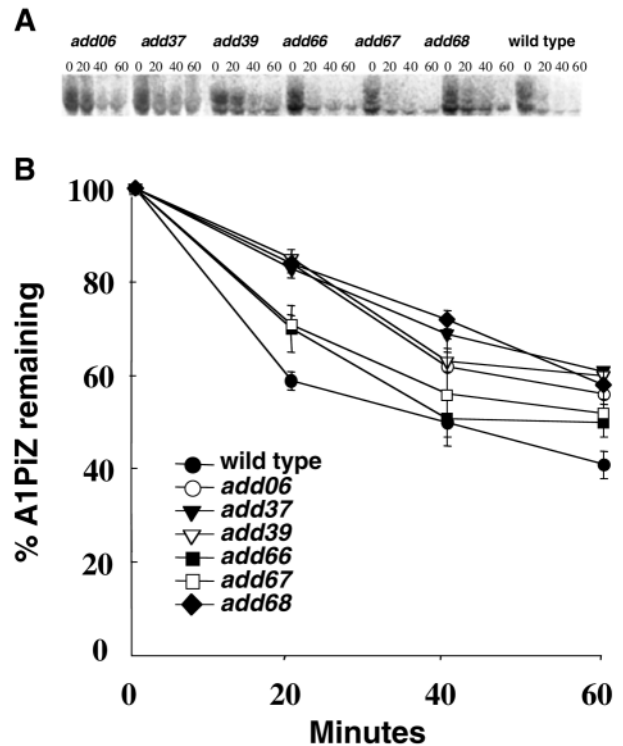 A
add06 add37 add39 add66 add67 add68 wild type
0 20 40 60 0 20 40 60 0 20 40 60 0 20 40 60 0 20 40 60 0 20 40 60 0 20 40 60
B
100
80
60
40
20
0
% A1PiZ remaining
wild type
add06
add37
add39
add66
add67
add68
0 20 40 60
Minutes